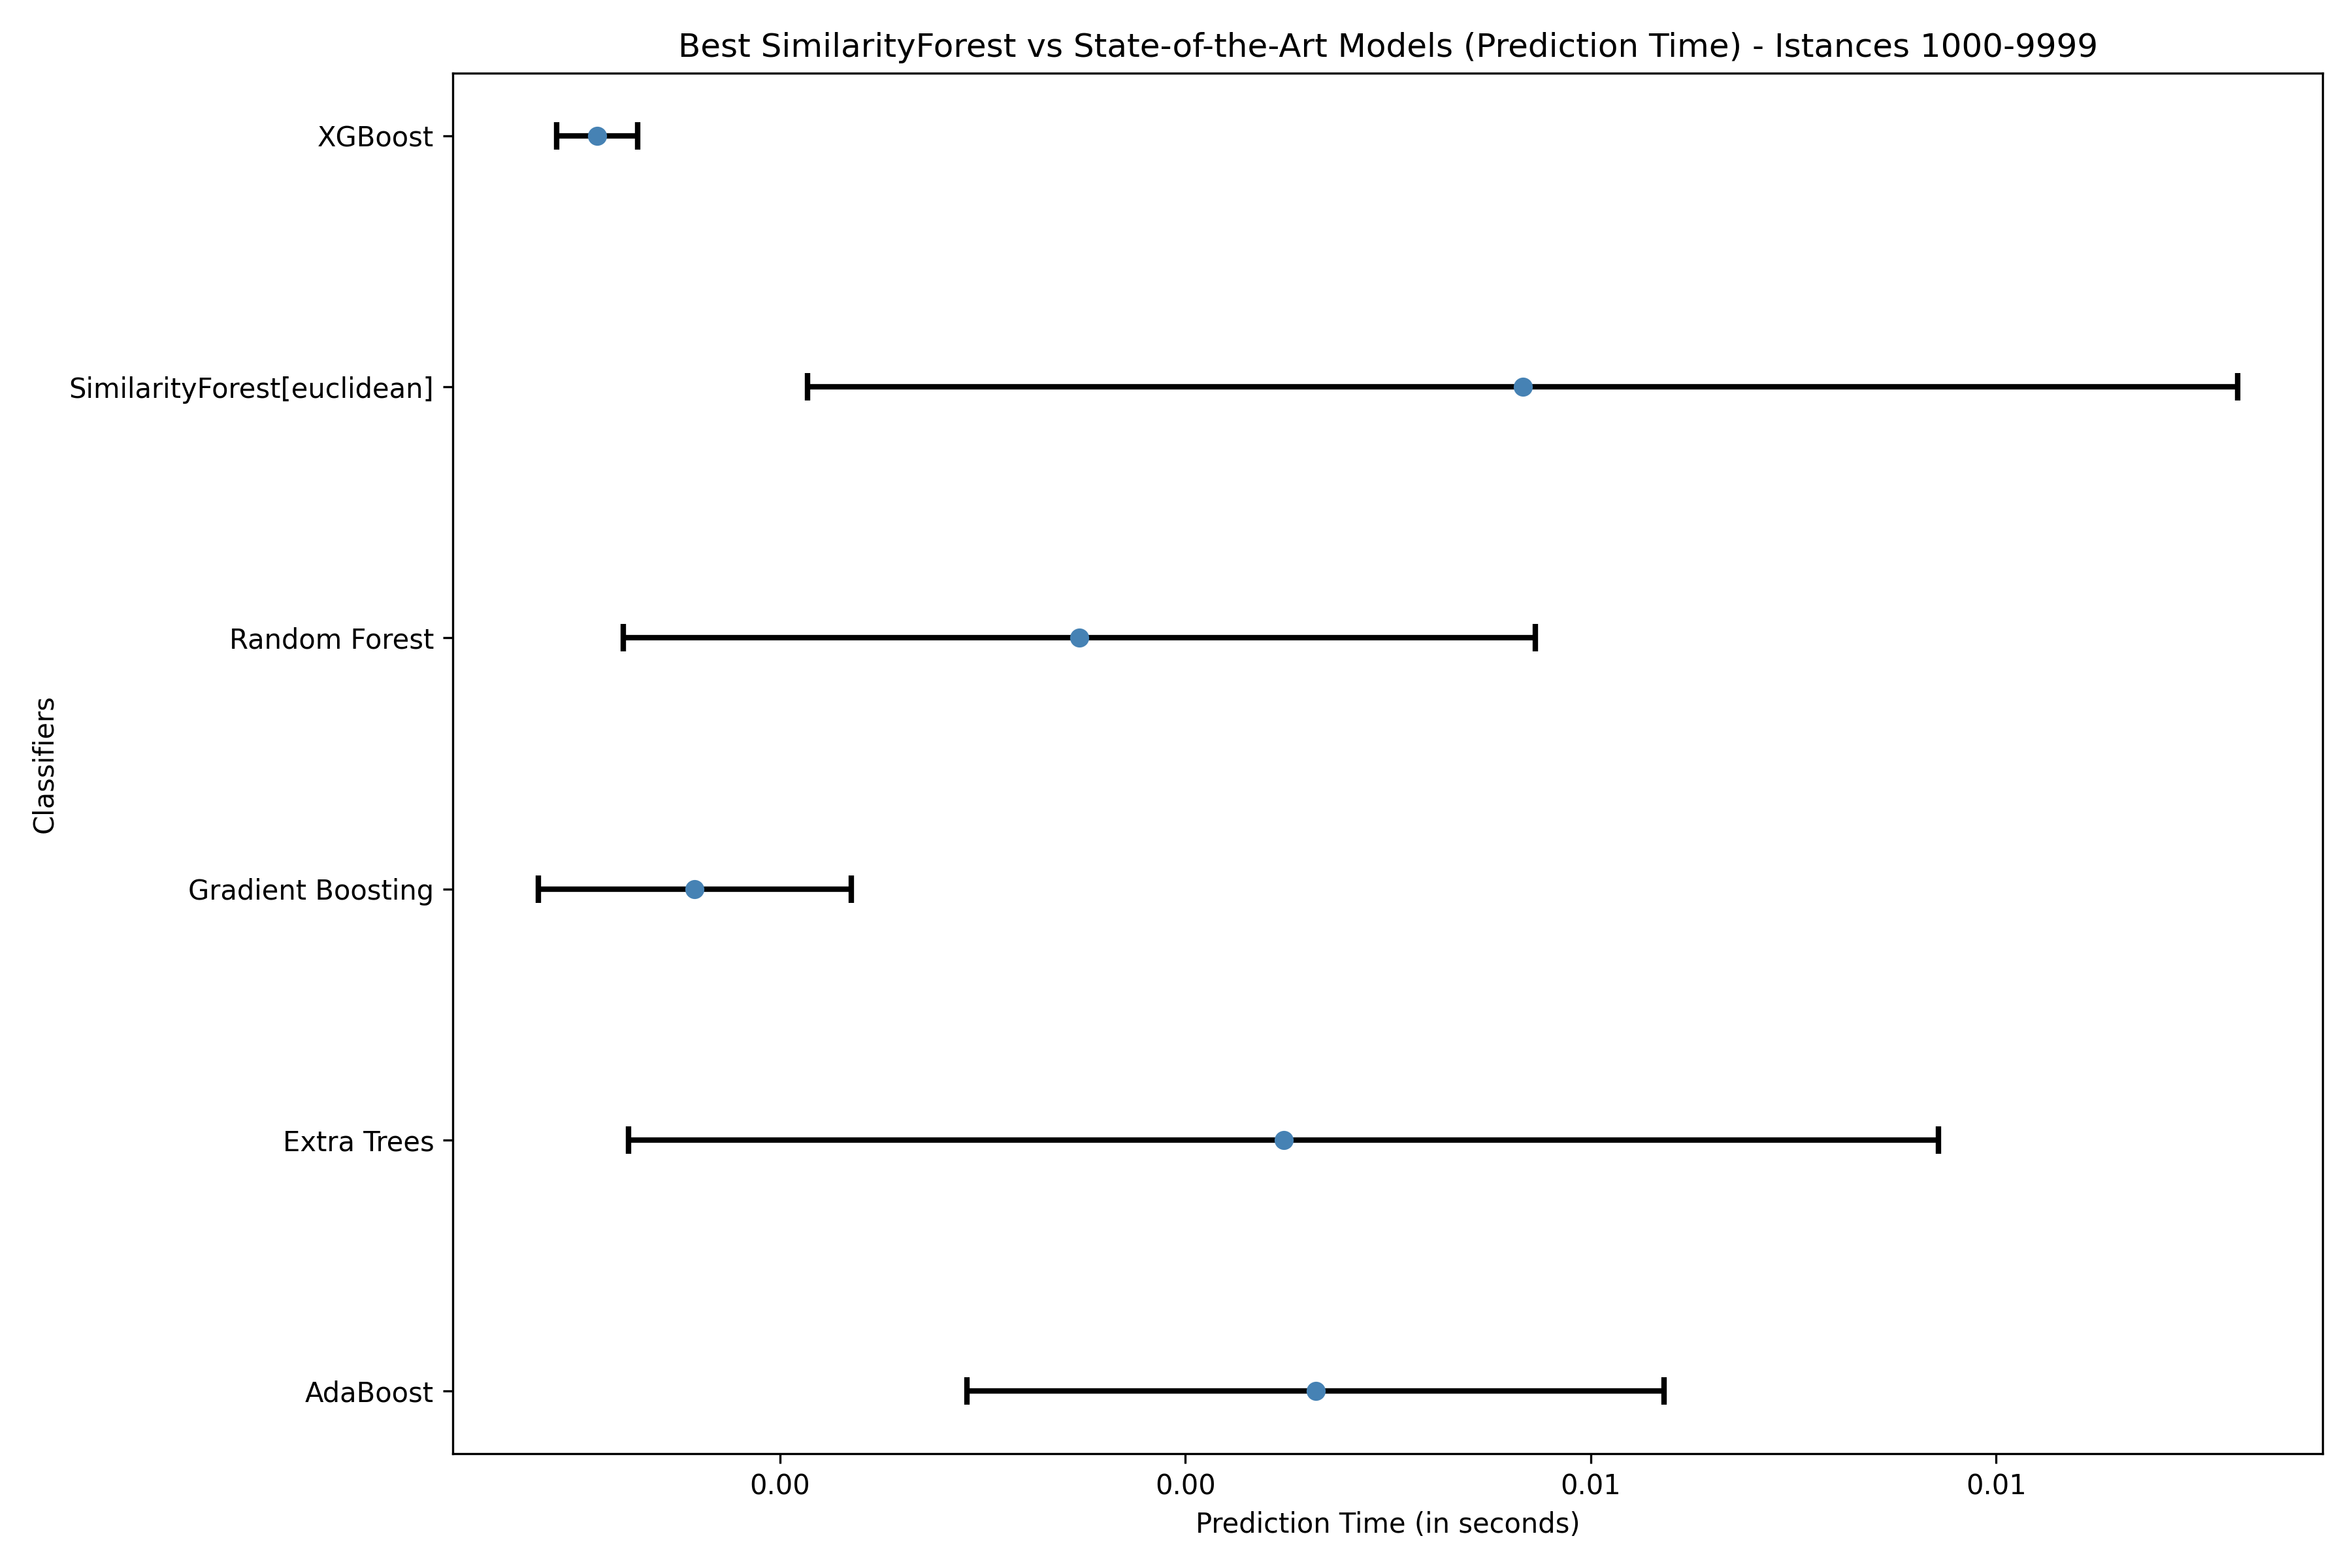 Best SimilarityForest vs State-of-the-Art Models (Prediction Time) - Istances 1000-9999
XGBoost
SimilarityForest[euclidean]
Random Forest
Gradient Boosting
Extra Trees
AdaBoost
Classifiers
0.00 0.00 0.01 0.01
Prediction Time (in seconds)